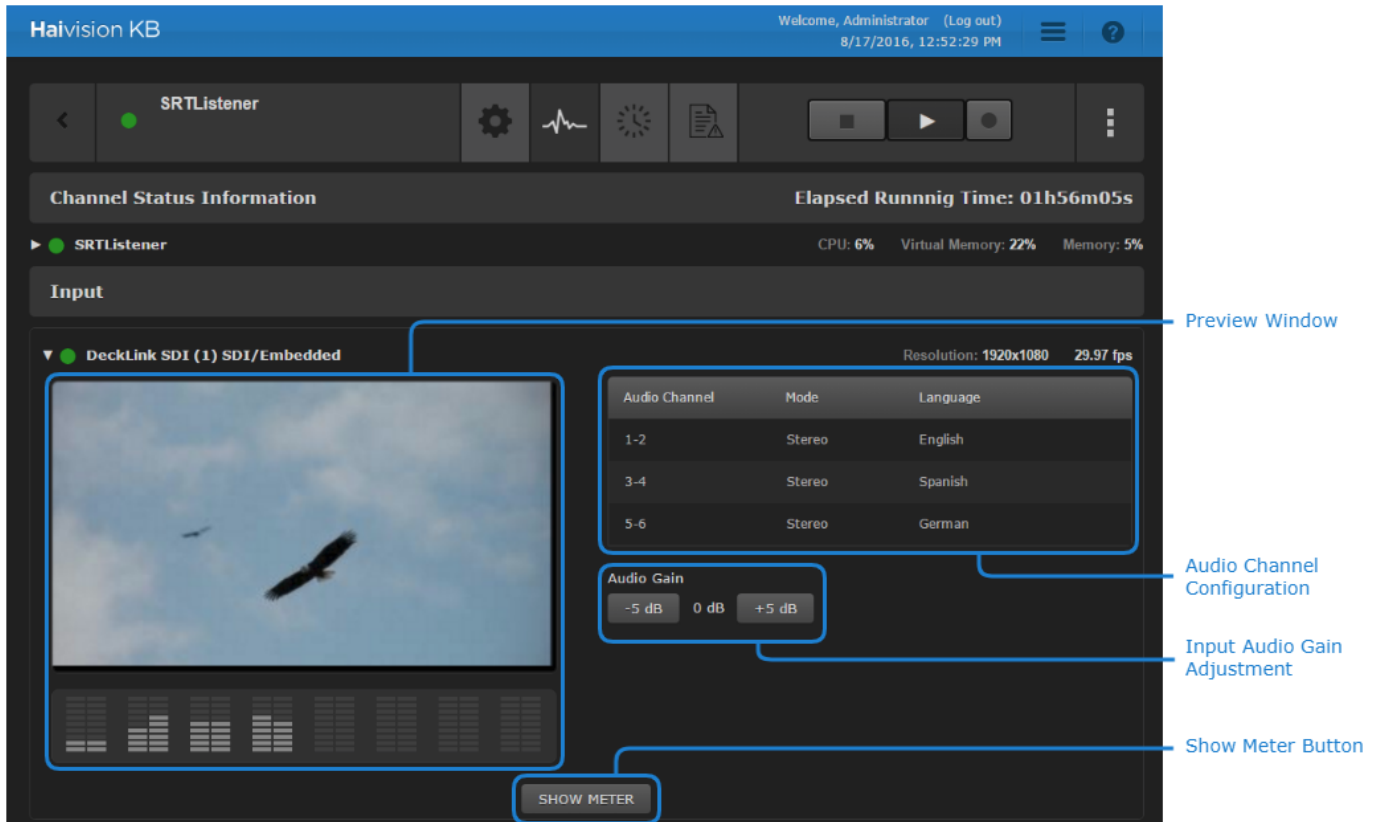 Haivision KB
Welcome, Administrator (Log out)
8/17/2016, 12:52:29 PM
SRTListener
Channel Status Information
Elapsed Runnnig Time: 01h56m05s
SRTListener
CPU: 6% Virtual Memory: 22% Memory: 5%
Input
Preview Window
DeckLink SDI (1) SDI/Embedded
Resolution: 1920x1080 29.97 fps
Audio Channel Mode Language
1-2 Stereo English
3-4 Stereo Spanish
5-6 Stereo German
Audio Channel
Configuration
Audio Gain
-5 dB 0 dB +5 dB
Input Audio Gain
Adjustment
Show Meter Button
SHOW METER